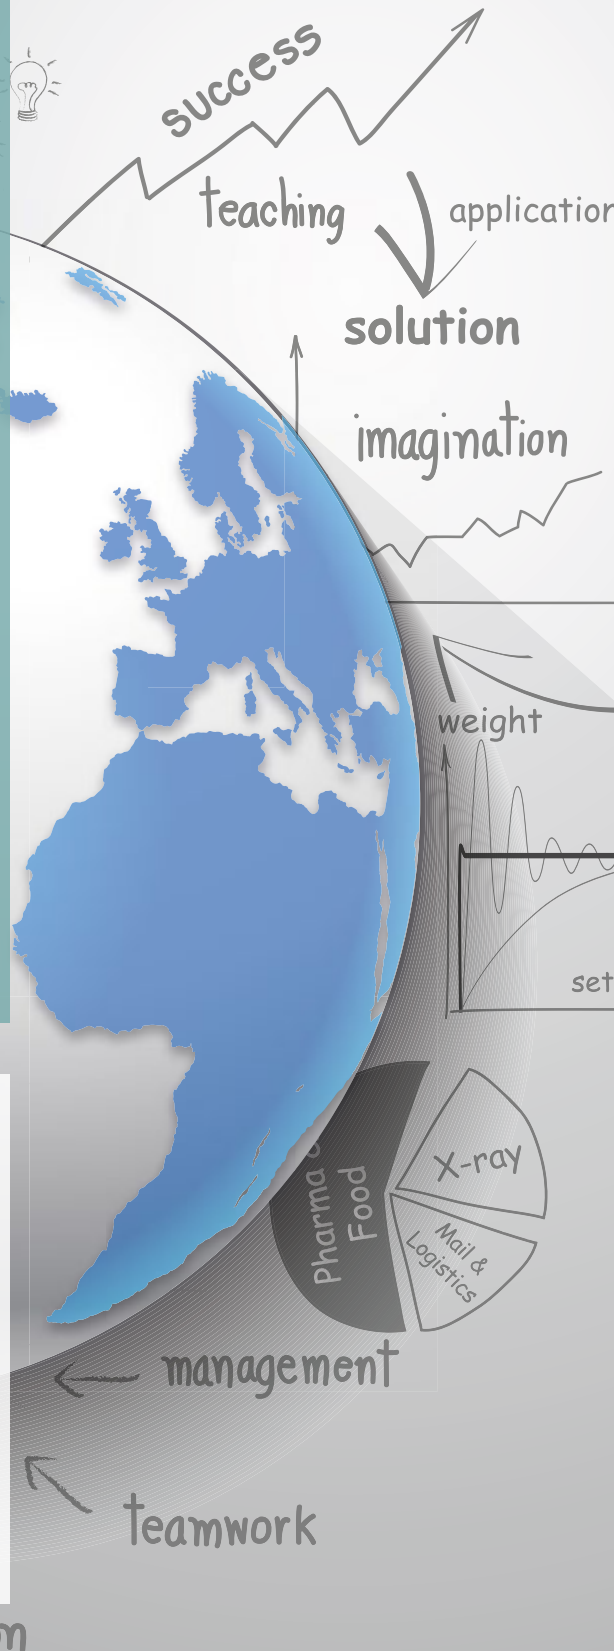 success
teaching
application
solution
imagination
weight
set
X-ray
Pharma &
Food
Mail &
Logistics
management
teamwork
m